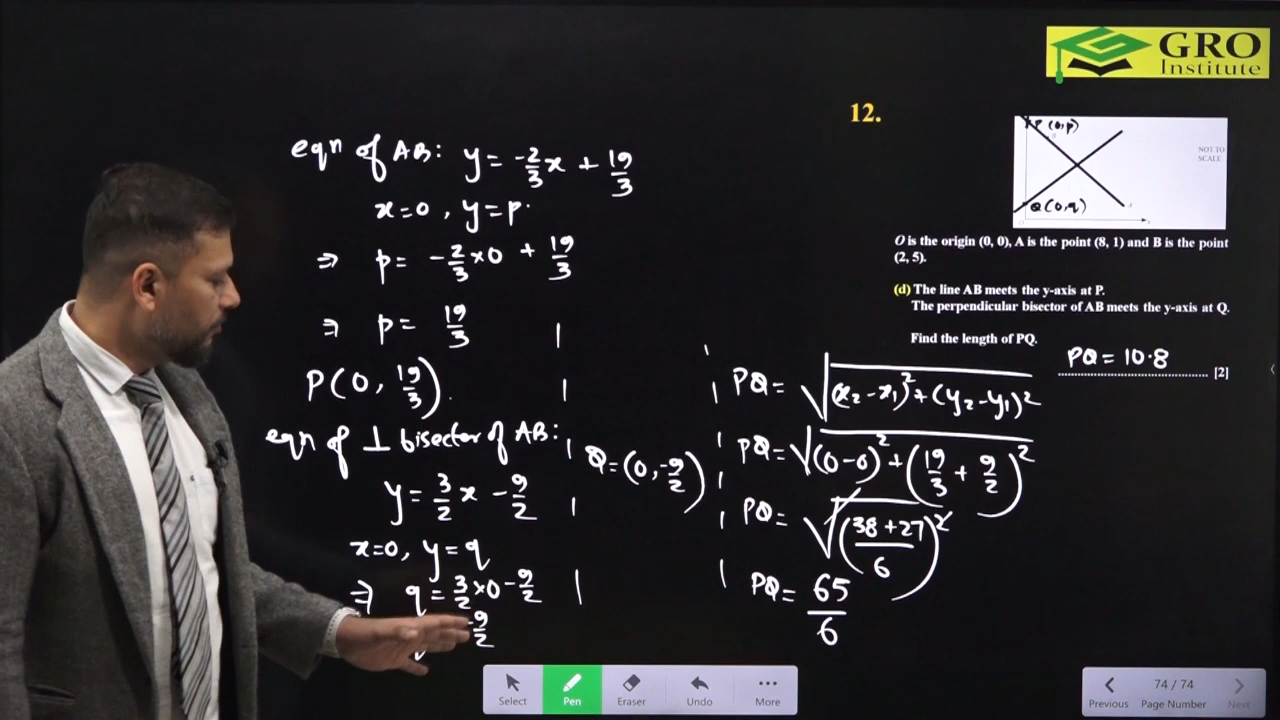 GRO
Institute
12.
P (0,p)
Q (0,q)
NOT TO
SCALE
O is the origin (0, 0), A is the point (8, 1) and B is the point
(2, 5).
(d) The line AB meets the y-axis at P.
The perpendicular bisector of AB meets the y-axis at Q.
Find the length of PQ.
PQ = 10.8
[2]
eqn of AB: y = -2/3 x + 19/3
x=0, y=p.
⇒ p = -2/3 ×0 + 19/3
⇒ p = 19/3
P(0, 19/3).
eqn of ⊥ bisector of AB:
y = 3/2 x - 9/2
x=0, y=q
⇒ q = 3/2 ×0 - 9/2
-9/2
Q = (0, -9/2)
PQ = √((x₂-x₁)² + (y₂-y₁)²)
PQ = √((0-0)² + (19/3 + 9/2)²)
PQ = √((38+27)/6)²
PQ = 65/6
Select
Pen
Eraser
Undo
More
Previous
74 / 74
Page Number
Next